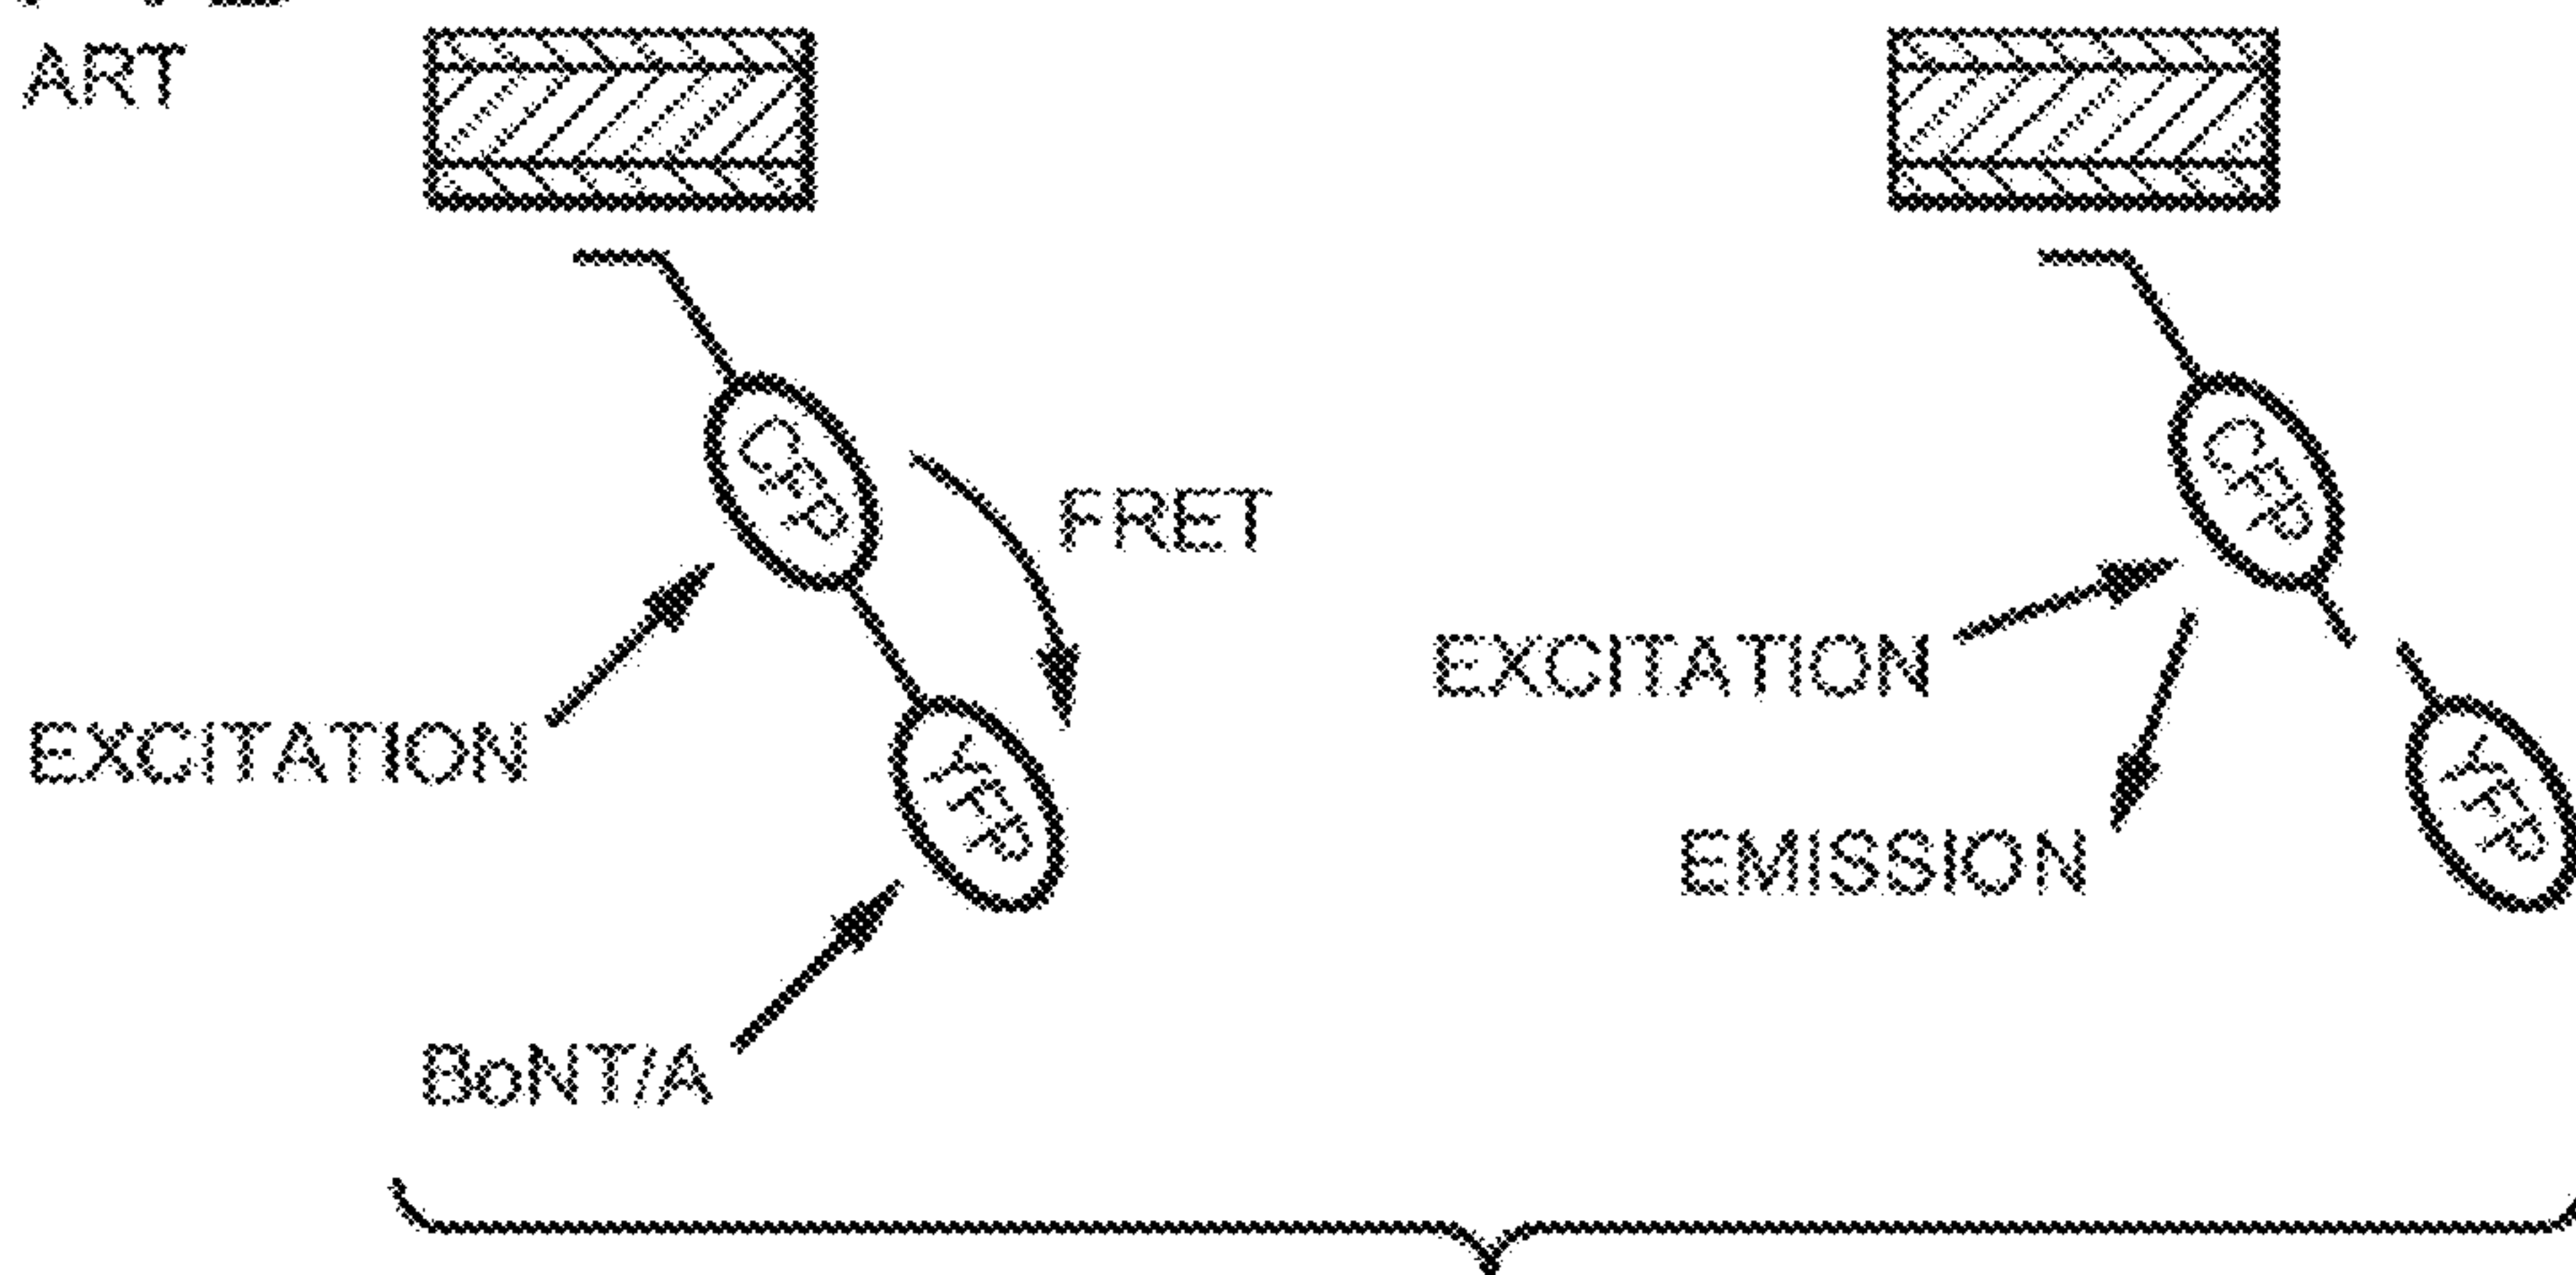 ART
CFP
FRET
EXCITATION
YFP
BoNT/A
CFP
EXCITATION
EMISSION
YFP